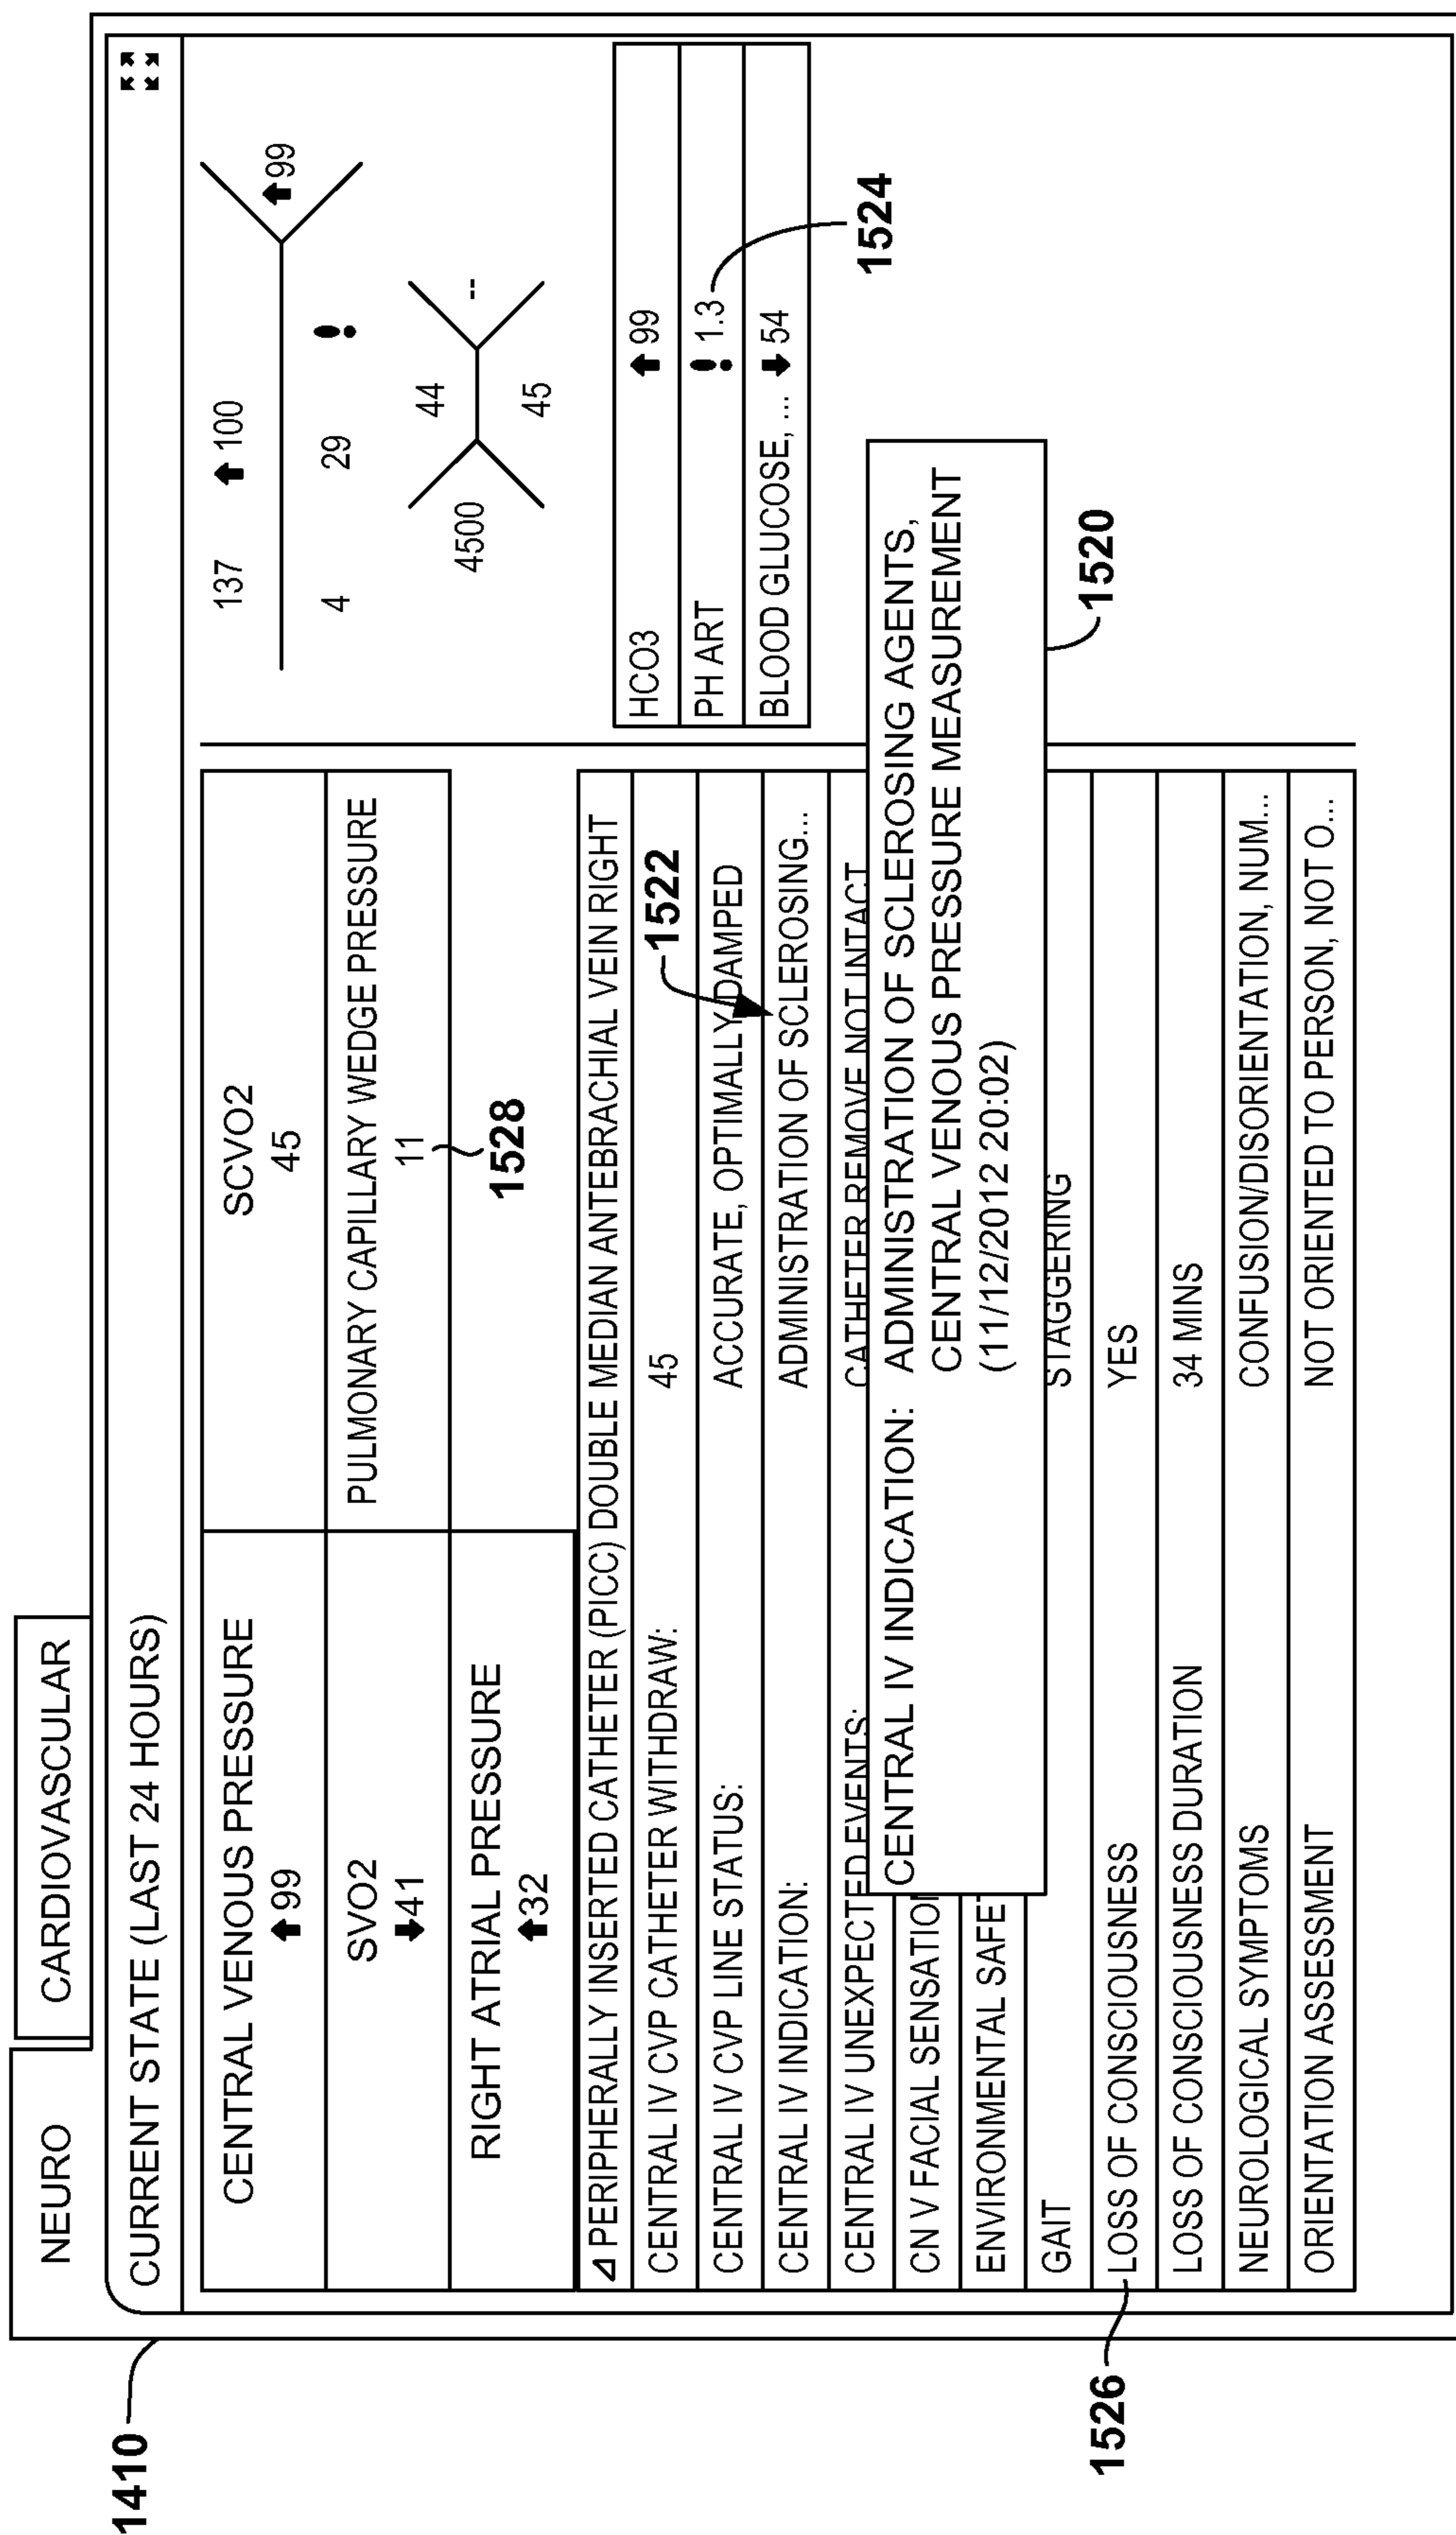 1410
NEURO
CARDIOVASCULAR
CURRENT STATE (LAST 24 HOURS)
CENTRAL VENOUS PRESSURE
⬆99
SCVO2
45
SVO2
⬇41
PULMONARY CAPILLARY WEDGE PRESSURE
11
1528
RIGHT ATRIAL PRESSURE
⬆32
PERIPHERALLY INSERTED CATHETER (PICC) DOUBLE MEDIAN ANTEBRACHIAL VEIN RIGHT
CENTRAL IV CVP CATHETER WITHDRAW: 45
1522
CENTRAL IV CVP LINE STATUS: ACCURATE, OPTIMALLY DAMPED
CENTRAL IV INDICATION: ADMINISTRATION OF SCLEROSING...
CENTRAL IV UNEXPECTED EVENTS: CATHETER REMOVE NOT INTACT
CN V FACIAL SENSATION
ENVIRONMENTAL SAFE
GAIT STAGGERING
1526
LOSS OF CONSCIOUSNESS YES
LOSS OF CONSCIOUSNESS DURATION 34 MINS
NEUROLOGICAL SYMPTOMS CONFUSION/DISORIENTATION, NUM...
ORIENTATION ASSESSMENT NOT ORIENTED TO PERSON, NOT O...
CENTRAL IV INDICATION: ADMINISTRATION OF SCLEROSING AGENTS,
CENTRAL VENOUS PRESSURE MEASUREMENT
(11/12/2012 20:02)
1520
137 ⬆100
⬆99
4 29 !
4500 44 --
45
HCO3 ⬆99
PH ART ! 1.3
BLOOD GLUCOSE, ... ⬇54
1524